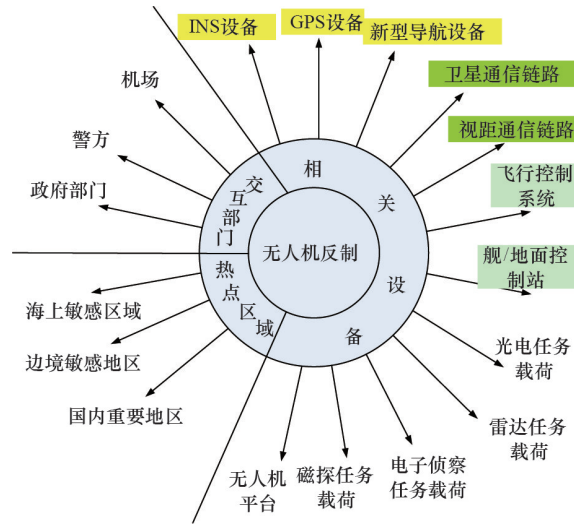 INS设备
GPS设备
新型导航设备
卫星通信链路
视距通信链路
飞行控制
系统
舰/地面控
制站
光电任务
载荷
雷达任务
载荷
电子侦察
任务载荷
磁探任务
载荷
无人机
平台
国内重要地区
边境敏感地区
海上敏感区域
政府部门
警方
机场
相关设备
交互部门
热点区域
无人机反制